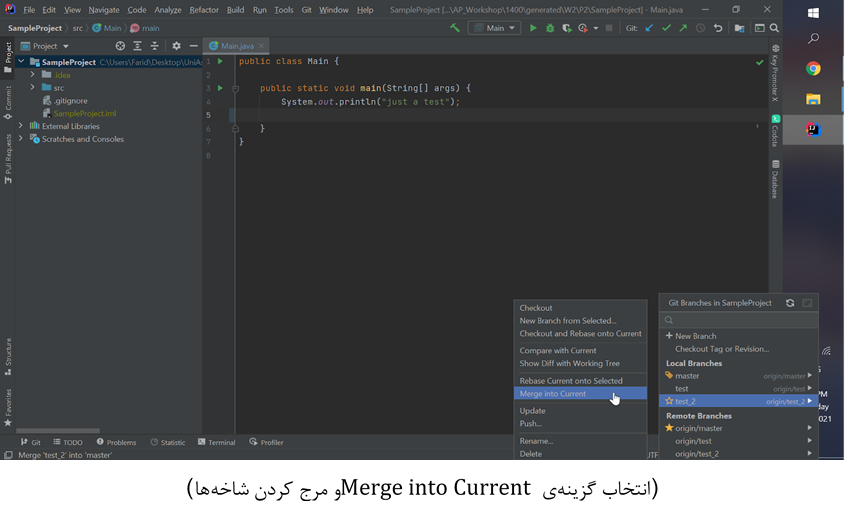 File Edit View Navigate Code Analyze Refactor Build Run Tools Git Window Help SampleProject [...\AP_Workshop\1400\generated\W2\P2\SampleProject] - Main.java
SampleProject src Main main
Main
Git:
Project
Main.java
SampleProject C:\Users\Farid\Desktop\UniAs
.idea
src
.gitignore
SampleProject.iml
External Libraries
Scratches and Consoles
Project
Commit
Pull Requests
Structure
Favorites
1 public class Main {
2
3 public static void main(String[] args) {
4 System.out.println("just a test");
5
6 }
7 }
8
Key Promoter X
Codota
Database
Checkout
New Branch from Selected...
Checkout and Rebase onto Current
Compare with Current
Show Diff with Working Tree
Rebase Current onto Selected
Merge into Current
Update
Push...
Rename...
Delete
Git Branches in SampleProject
New Branch
Checkout Tag or Revision...
Local Branches
master origin/master
test origin/test
test_2 origin/test_2
Remote Branches
origin/master
origin/test
origin/test_2
Git TODO Problems Statistic Terminal Profiler
Merge 'test_2' into 'master'
UTF
PM
day
021
(انتخاب گزینه‌ی Merge into Current و مرج کردن شاخه‌ها)